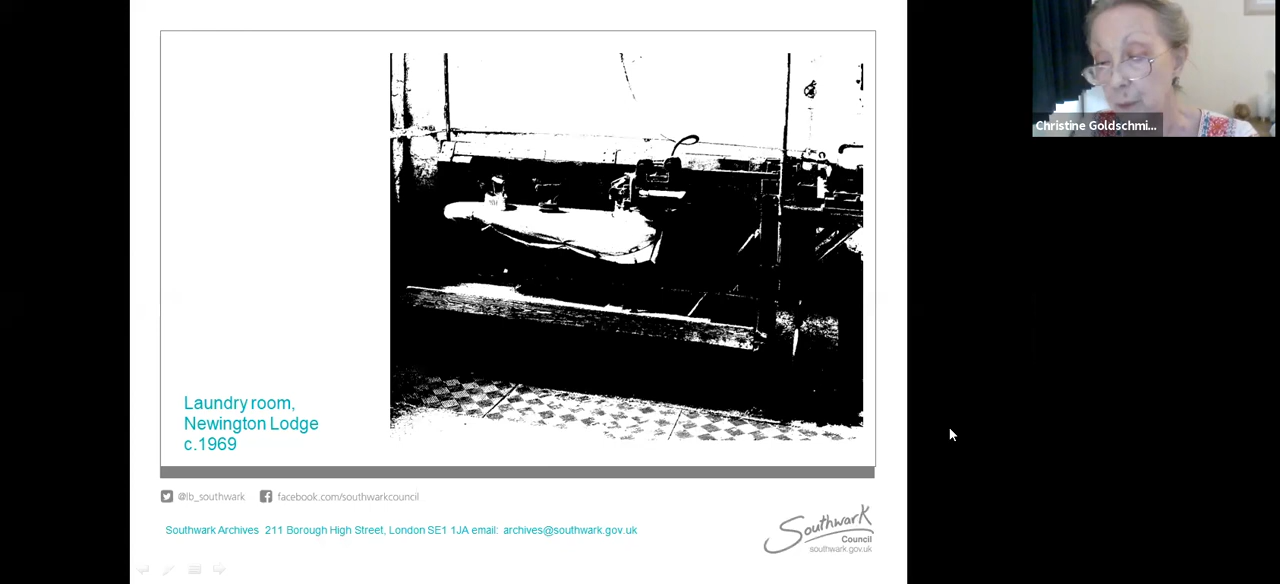 Christine Goldschmi...
Laundry room,
Newington Lodge
c.1969
@lb_southwark
facebook.com/southwarkcouncil
Southwark Archives 211 Borough High Street, London SE1 1JA email: archives@southwark.gov.uk
Southwark
Council
southwark.gov.uk